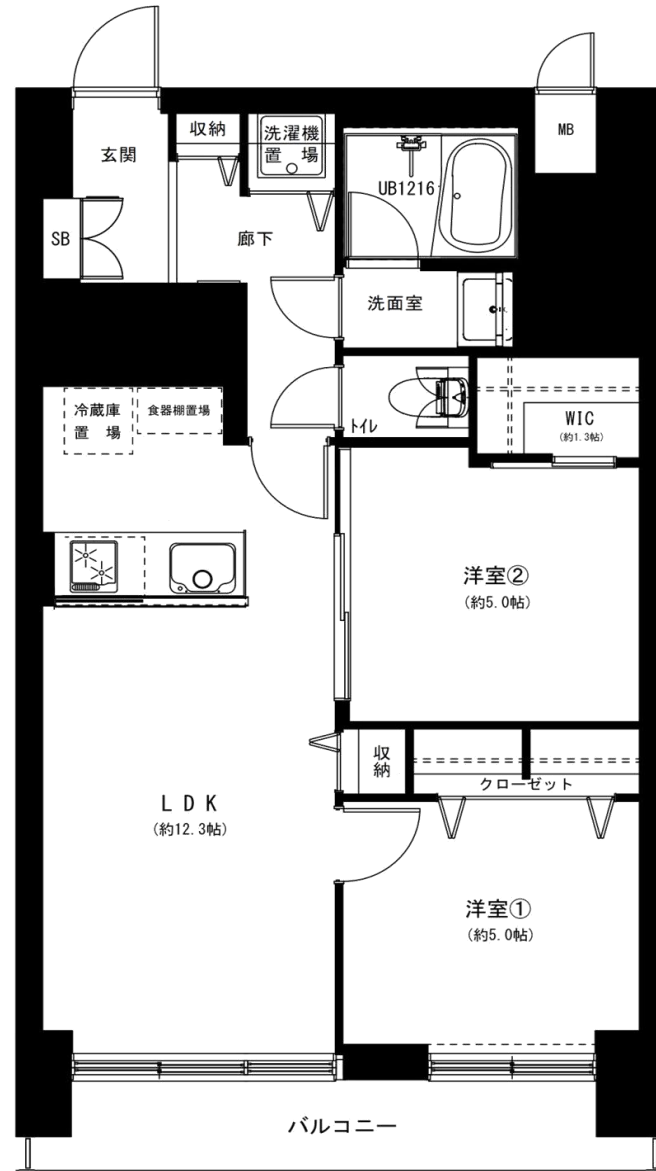 玄関
収納
洗濯機
置場
MB
UB1216
SB
廊下
洗面室
冷蔵庫
置場
食器棚置場
トイレ
WIC
(約1.3帖)
洋室②
(約5.0帖)
収納
クローゼット
LDK
(約12.3帖)
洋室①
(約5.0帖)
バルコニー